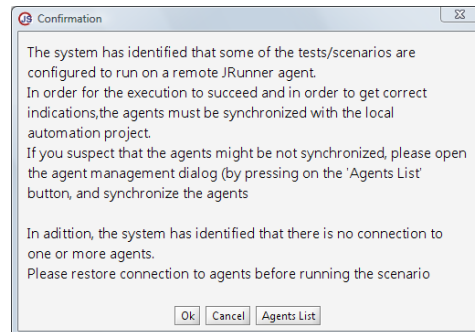 JS Confirmation
The system has identified that some of the tests/scenarios are
configured to run on a remote JRunner agent.
In order for the execution to succeed and in order to get correct
indications,the agents must be synchronized with the local
automation project.
If you suspect that the agents might be not synchronized, please open
the agent management dialog (by pressing on the 'Agents List'
button, and synchronize the agents
In adittion, the system has identified that there is no connection to
one or more agents.
Please restore connection to agents before running the scenario
Ok Cancel Agents List